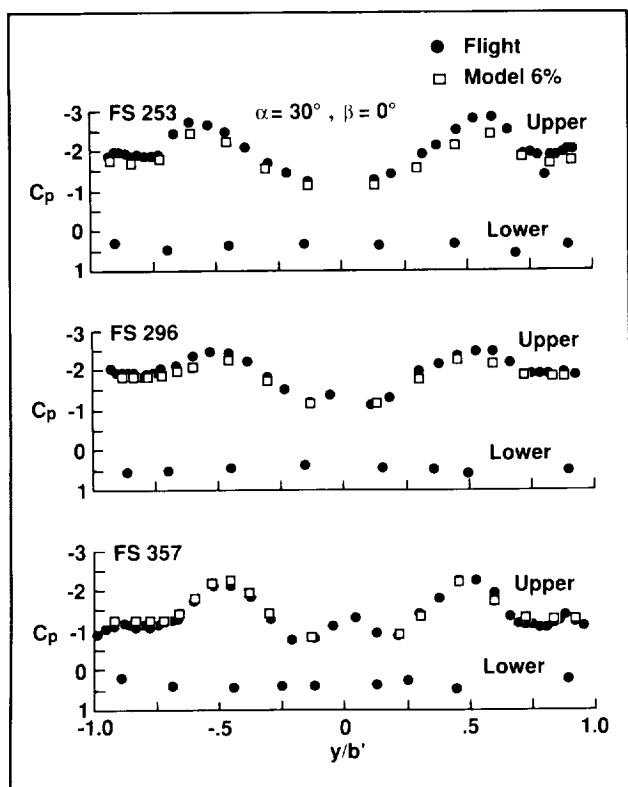 Flight
Model 6%
FS 253
α = 30° , β = 0°
Upper
-3
-2
Cp
-1
0
1
Lower
FS 296
Upper
-3
-2
Cp
-1
0
1
Lower
FS 357
Upper
-3
-2
Cp
-1
0
1
Lower
-1.0
-.5
0
.5
1.0
y/b'